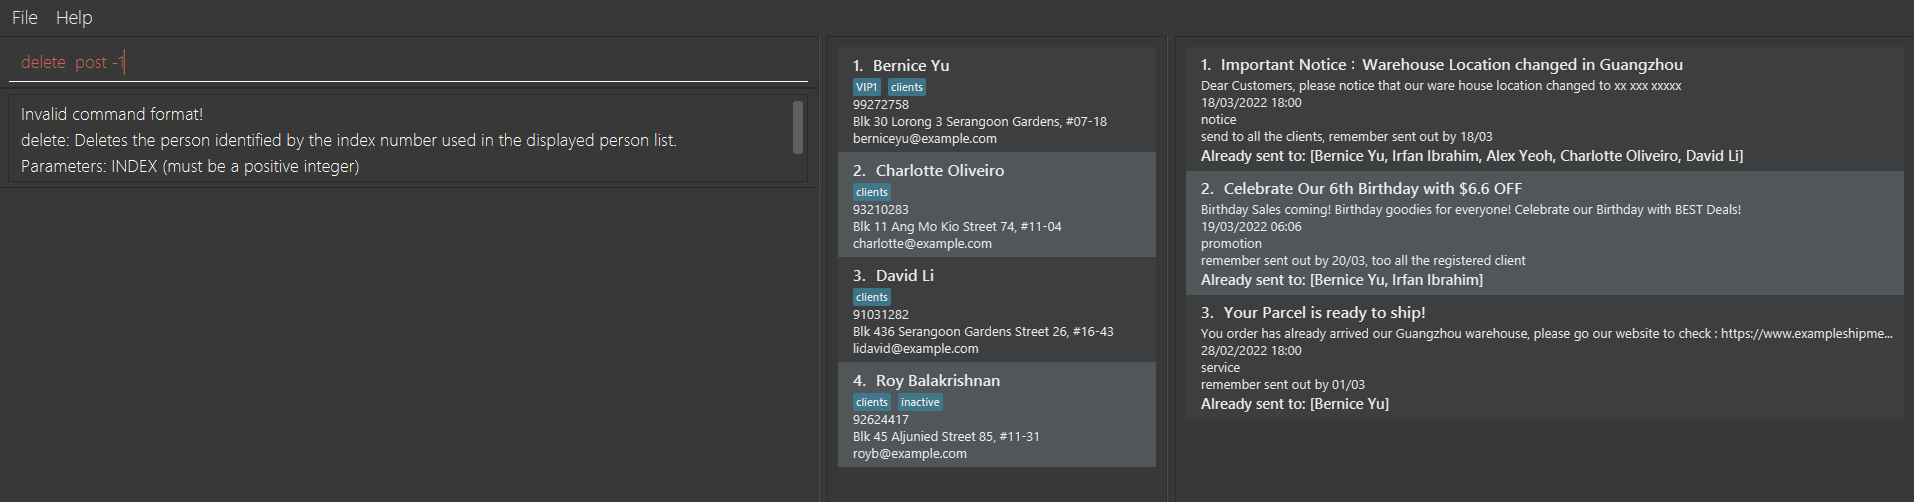 File Help
delete  post -1
Invalid command format!
delete: Deletes the person identified by the index number used in the displayed person list.
Parameters: INDEX (must be a positive integer)
1. Bernice Yu
VIP1 clients
99272758
Blk 30 Lorong 3 Serangoon Gardens, #07-18
berniceyu@example.com
2. Charlotte Oliveiro
clients
93210283
Blk 11 Ang Mo Kio Street 74, #11-04
charlotte@example.com
3. David Li
clients
91031282
Blk 436 Serangoon Gardens Street 26, #16-43
lidavid@example.com
4. Roy Balakrishnan
clients inactive
92624417
Blk 45 Aljunied Street 85, #11-31
royb@example.com
1. Important Notice : Warehouse Location changed in Guangzhou
Dear Customers, please notice that our ware house location changed to xx xxx xxxxx
18/03/2022 18:00
notice
send to all the clients, remember sent out by 18/03
Already sent to: [Bernice Yu, Irfan Ibrahim, Alex Yeoh, Charlotte Oliveiro, David Li]
2. Celebrate Our 6th Birthday with $6.6 OFF
Birthday Sales coming! Birthday goodies for everyone! Celebrate our Birthday with BEST Deals!
19/03/2022 06:06
promotion
remember sent out by 20/03, too all the registered client
Already sent to: [Bernice Yu, Irfan Ibrahim]
3. Your Parcel is ready to ship!
You order has already arrived our Guangzhou warehouse, please go our website to check : https://www.exampleshipme...
28/02/2022 18:00
service
remember sent out by 01/03
Already sent to: [Bernice Yu]